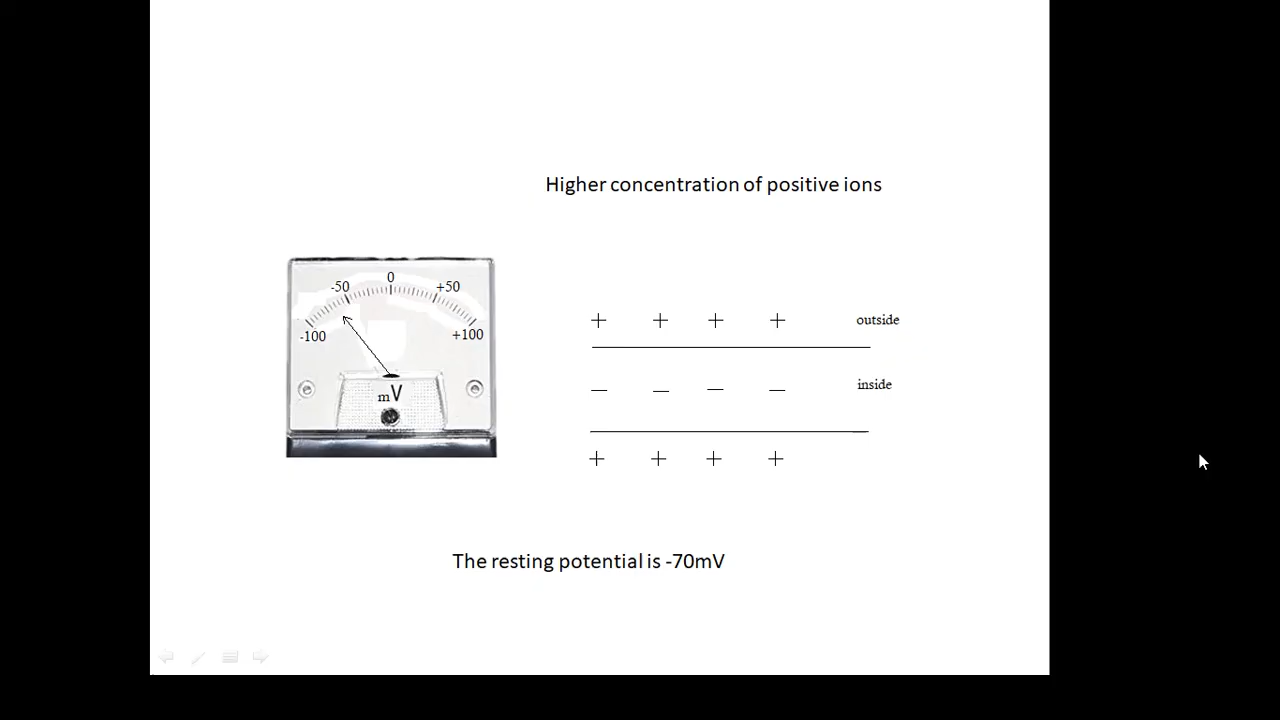 Higher concentration of positive ions
0
-50 +50
-100 +100
mV
+ + + + outside
— — — — inside
+ + + +
The resting potential is -70mV